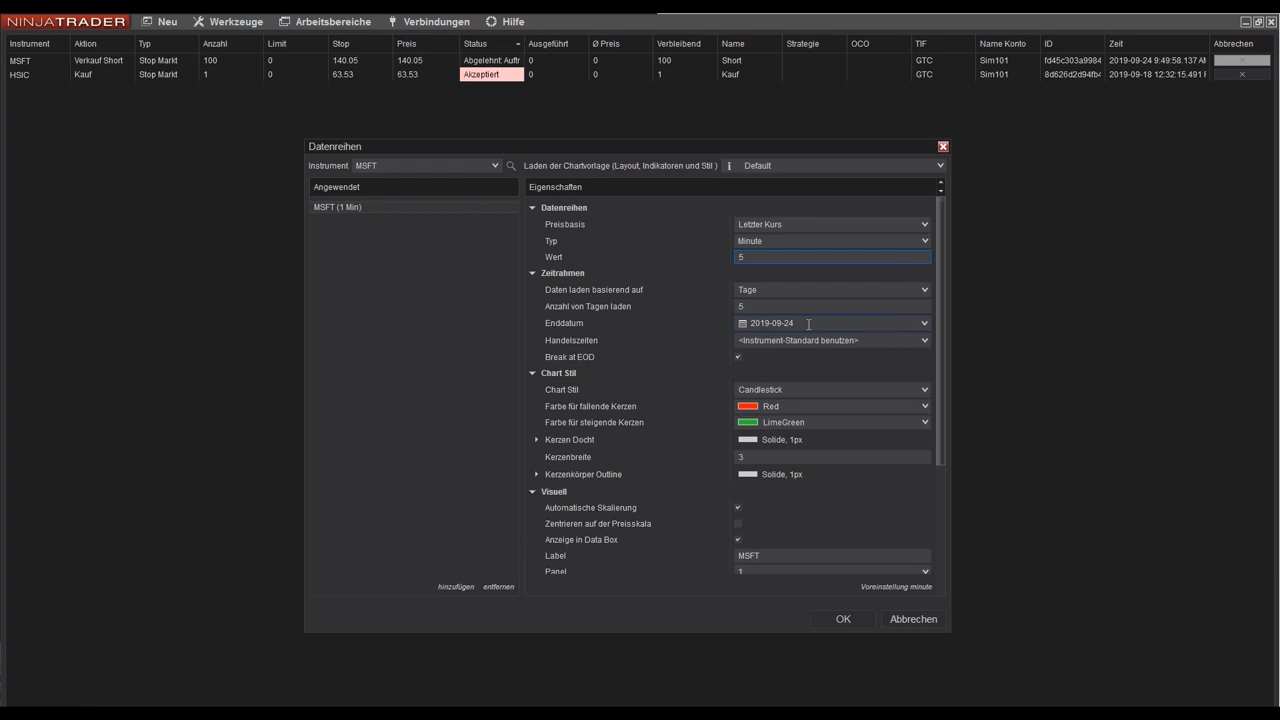 NINJATRADER Neu Werkzeuge Arbeitsbereiche Verbindungen Hilfe
Instrument Aktion Typ Anzahl Limit Stop Preis Status Ausgeführt Ø Preis Verbleibend Name Strategie OCO TIF Name Konto ID Zeit Abbrechen
MSFT Verkauf Short Stop Markt 100 0 140.05 140.05 Abgelehnt: Auftr 0 0 100 Short GTC Sim101 fd45c303a9984 2019-09-24 9:49:58.137 AM
HSIC Kauf Stop Markt 1 0 63.53 63.53 Akzeptiert 0 0 1 Kauf GTC Sim101 8d626d2d94fb4 2019-09-18 12:32:15.491 F
Datenreihen
Instrument MSFT Laden der Chartvorlage (Layout, Indikatoren und Stil ) Default
Angewendet Eigenschaften
MSFT (1 Min) Datenreihen
Preisbasis Letzter Kurs
Typ Minute
Wert 5
Zeitrahmen
Daten laden basierend auf Tage
Anzahl von Tagen laden 5
Enddatum 2019-09-24
Handelszeiten <Instrument-Standard benutzen>
Break at EOD
Chart Stil
Chart Stil Candlestick
Farbe für fallende Kerzen Red
Farbe für steigende Kerzen LimeGreen
Kerzen Docht Solide, 1px
Kerzenbreite 3
Kerzenkörper Outline Solide, 1px
Visuell
Automatische Skalierung
Zentrieren auf der Preisskala
Anzeige in Data Box
Label MSFT
Panel 1
hinzufügen entfernen Voreinstellung minute
OK Abbrechen